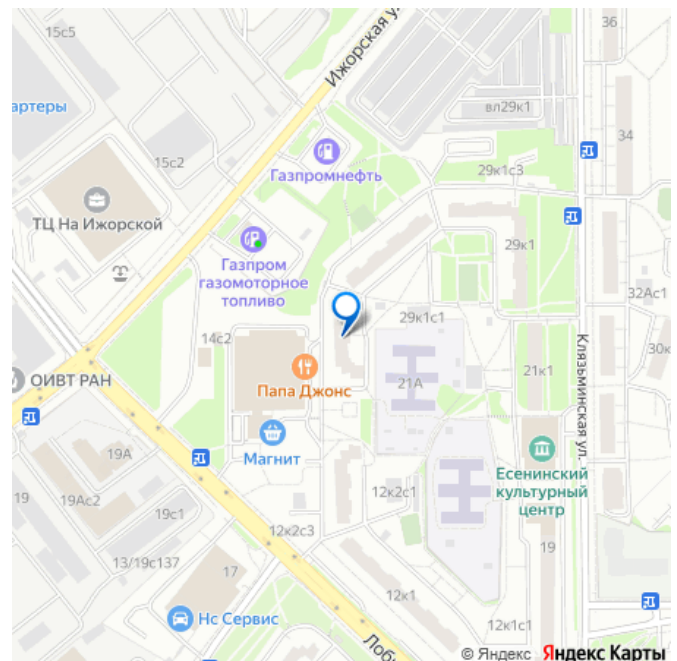 15с5
Ижорская у
36
артеры
вл29к1
34
15с2
Газпромнефть
29к1с3
ТЦ На Ижорской
29к1
Газпром
газомоторное
топливо
32Ас1
14с2
29к1с1
30к
ОИВТ РАН
Папа Джонс
21А
21к1
Клязьминская ул.
19А
Магнит
Есенинский
культурный
центр
19
19Ас2
12к2с1
19с1
12к2с3
19
13/19с137
17
12к1
Нс Сервис
12к1с1
Лоб
© Яндекс Яндекс Карты